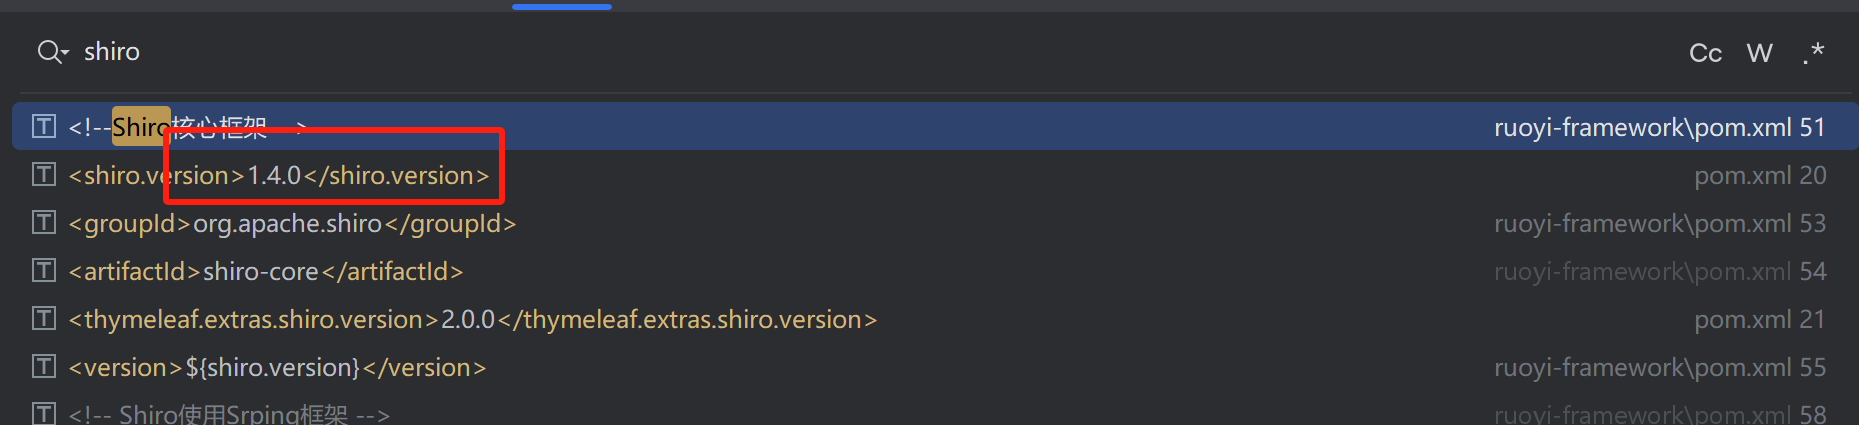 shiro Cc W .*
<!--Shiro核心框架--> ruoyi-framework\pom.xml 51
<shiro.version>1.4.0</shiro.version> pom.xml 20
<groupId>org.apache.shiro</groupId> ruoyi-framework\pom.xml 53
<artifactId>shiro-core</artifactId> ruoyi-framework\pom.xml 54
<thymeleaf.extras.shiro.version>2.0.0</thymeleaf.extras.shiro.version> pom.xml 21
<version>${shiro.version}</version> ruoyi-framework\pom.xml 55
<!-- Shiro使用Srping框架 --> ruoyi-framework\pom.xml 58